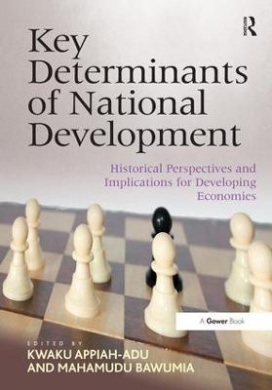 R
Key
Determinants
of National
Development
Historical Perspectives and
Implications for Developing
Economies
A Gower Book
EDITED BY
KWAKU APPIAH-ADU
AND MAHAMUDU BAWUMIA